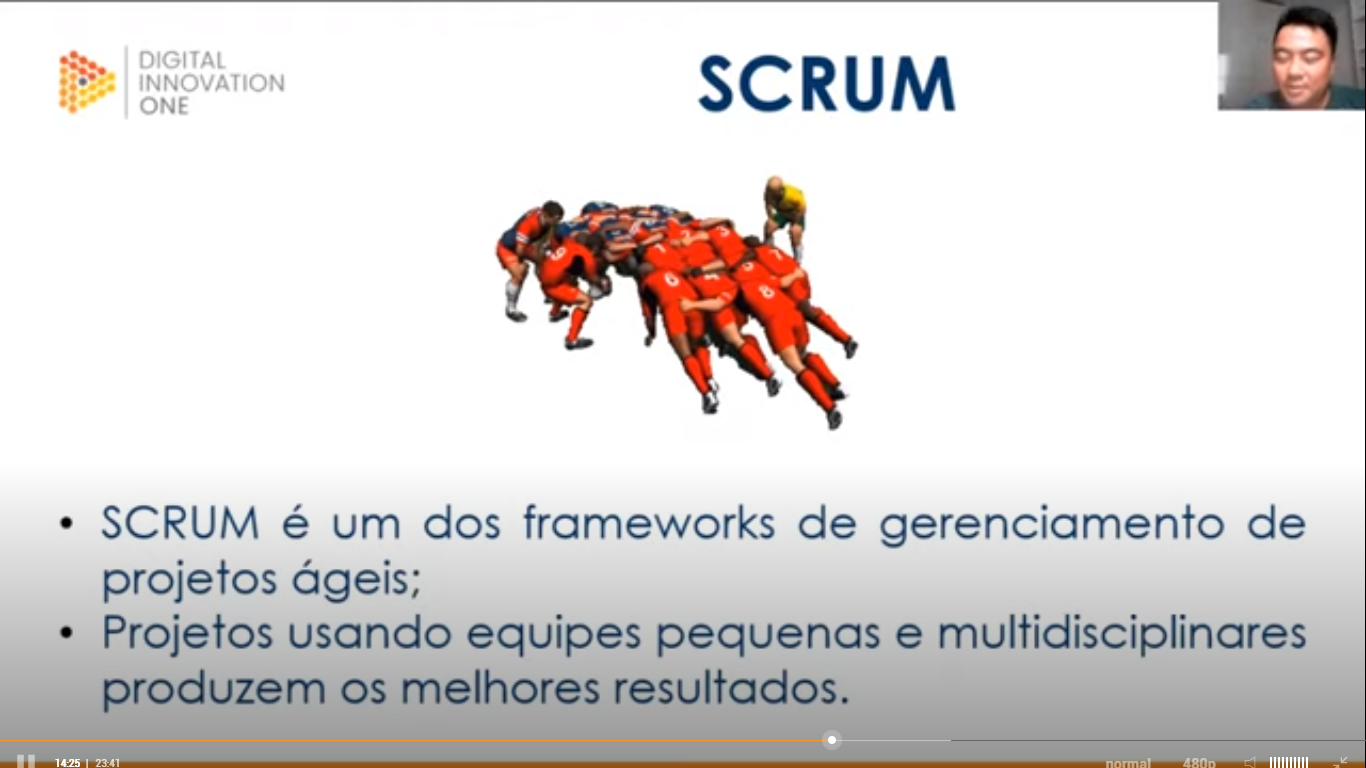 DIGITAL
INNOVATION
ONE
SCRUM
• SCRUM é um dos frameworks de gerenciamento de
projetos ágeis;
• Projetos usando equipes pequenas e multidisciplinares
produzem os melhores resultados.
14:25 | 23:41
normal 480p